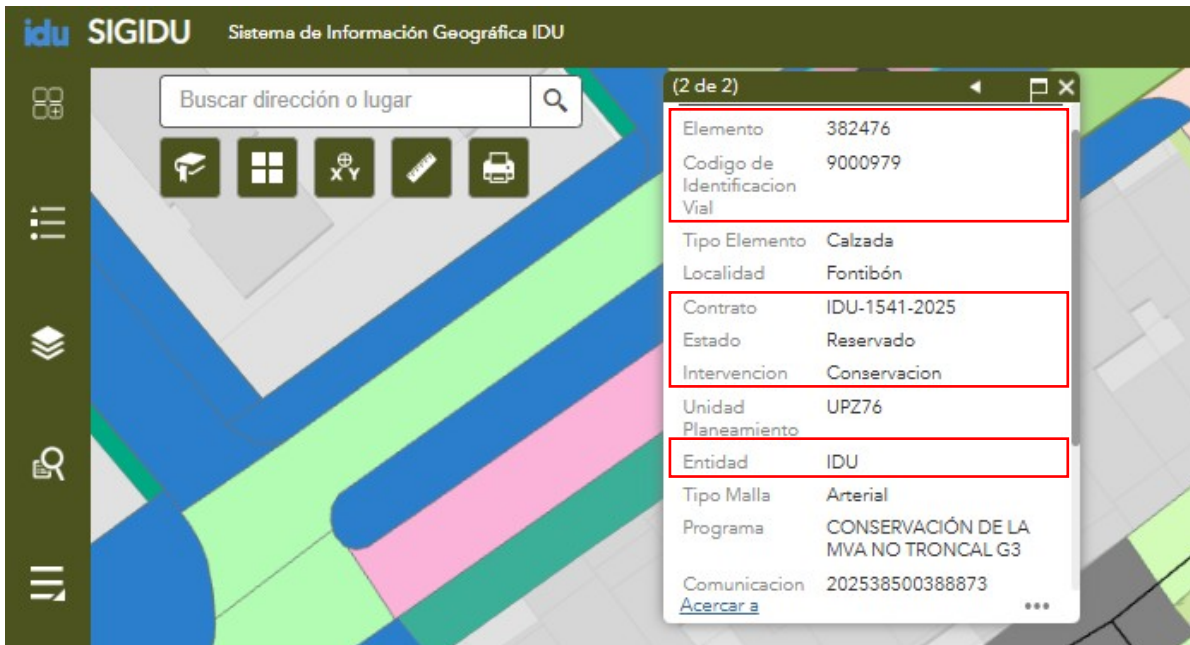 idu SIGIDU Sistema de Información Geográfica IDU
Buscar dirección o lugar
X Y
(2 de 2)
Elemento 382476
Codigo de 9000979
Identificacion
Vial
Tipo Elemento Calzada
Localidad Fontibón
Contrato IDU-1541-2025
Estado Reservado
Intervencion Conservacion
Unidad UPZ76
Planeamiento
Entidad IDU
Tipo Malla Arterial
Programa CONSERVACIÓN DE LA
MVA NO TRONCAL G3
Comunicacion 202538500388873
Acercar a